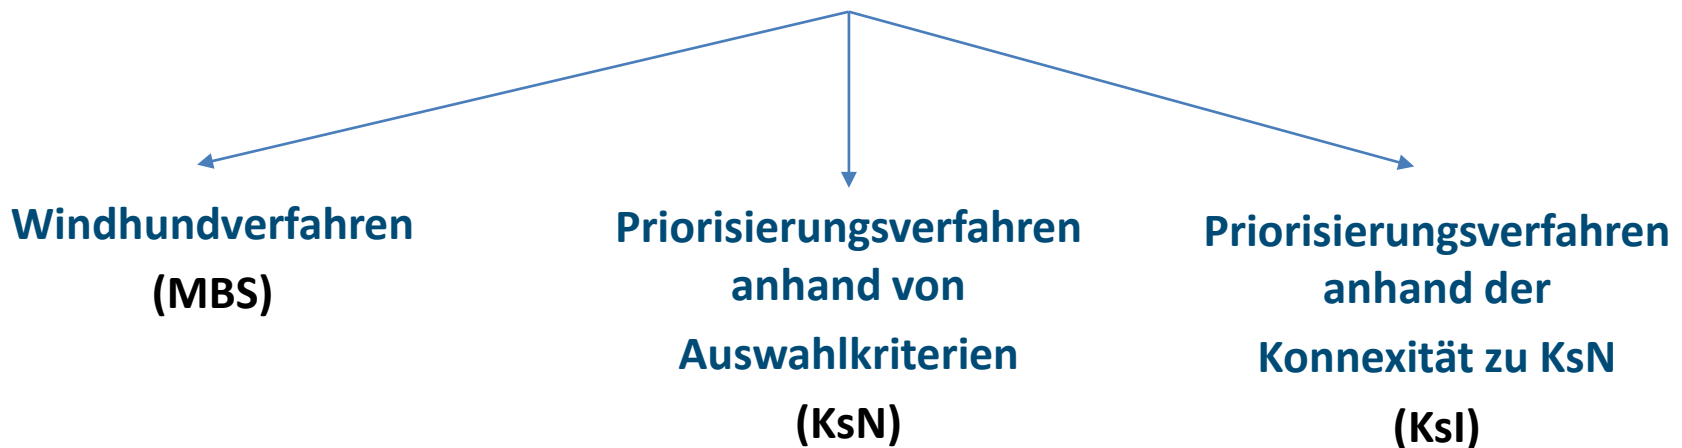 Windhundverfahren
(MBS)
Priorisierungsverfahren
anhand von
Auswahlkriterien
(KsN)
Priorisierungsverfahren
anhand der
Konnexität zu KsN
(KsI)